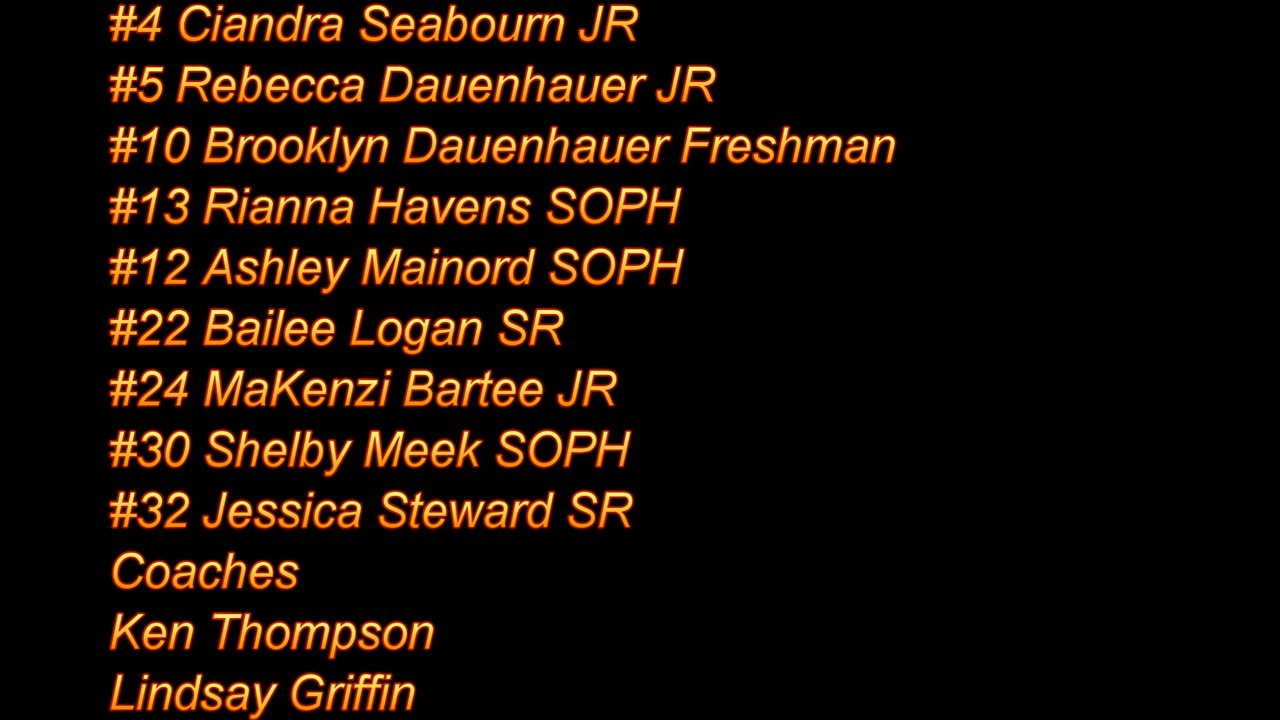 #4 Ciandra Seabourn JR
#5 Rebecca Dauenhauer JR
#10 Brooklyn Dauenhauer Freshman
#13 Rianna Havens SOPH
#12 Ashley Mainord SOPH
#22 Bailee Logan SR
#24 MaKenzi Bartee JR
#30 Shelby Meek SOPH
#32 Jessica Steward SR
Coaches
Ken Thompson
Lindsay Griffin